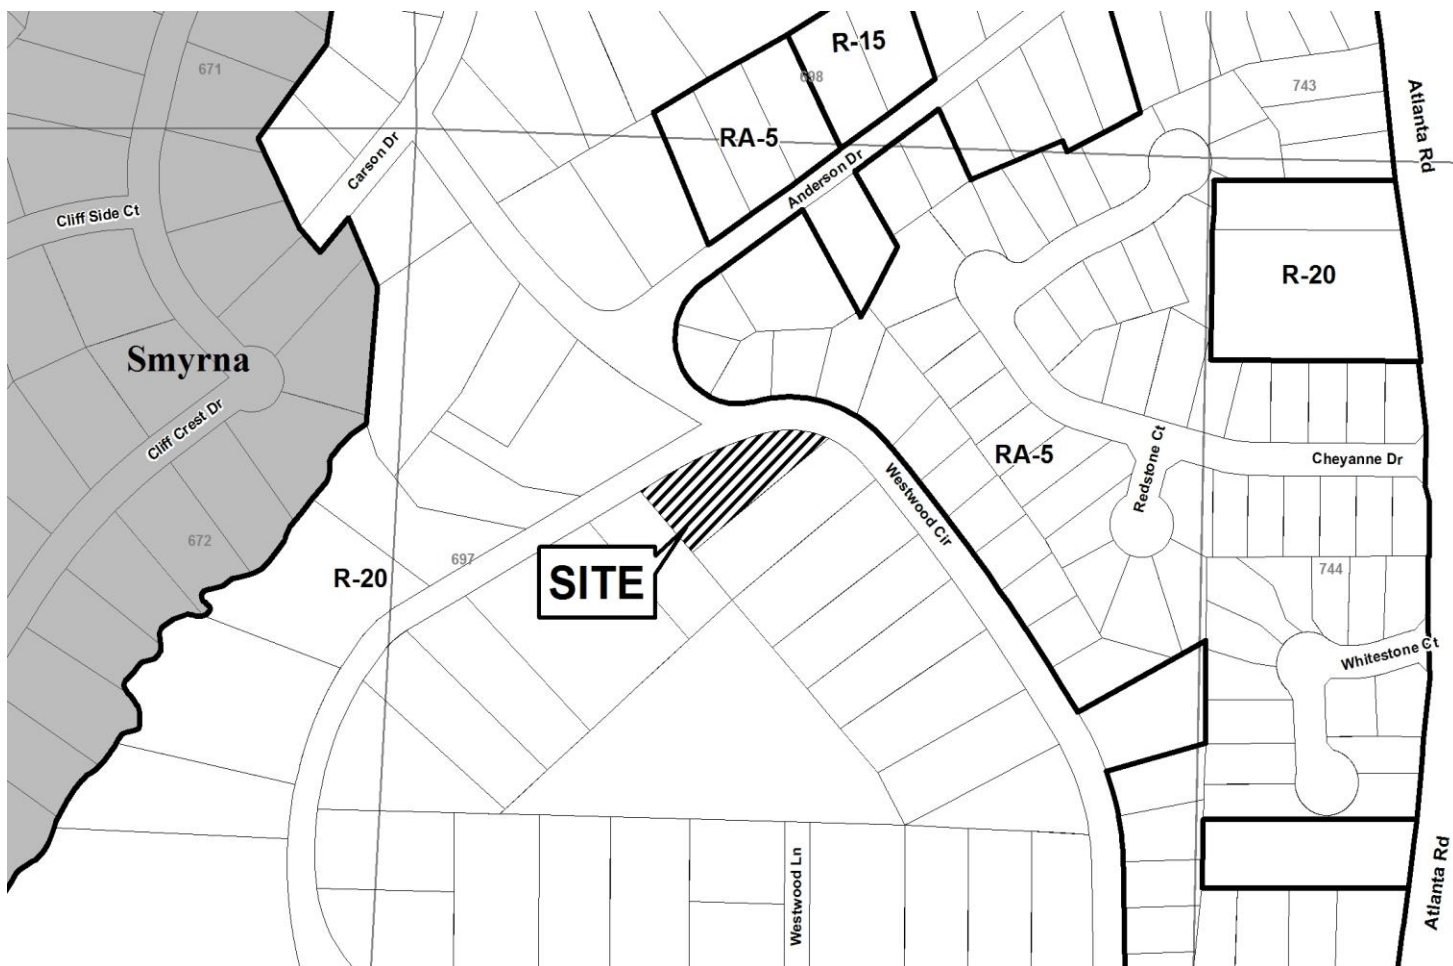 R-15
671
698
743
Atlanta Rd
RA-5
Carson Dr
Anderson Dr
Cliff Side Ct
R-20
Smyrna
Cliff Crest Dr
RA-5
Redstone Ct
Cheyanne Dr
Westwood Cir
672
697
R-20
SITE
744
Whitestone Ct
Westwood Ln
Atlanta Rd